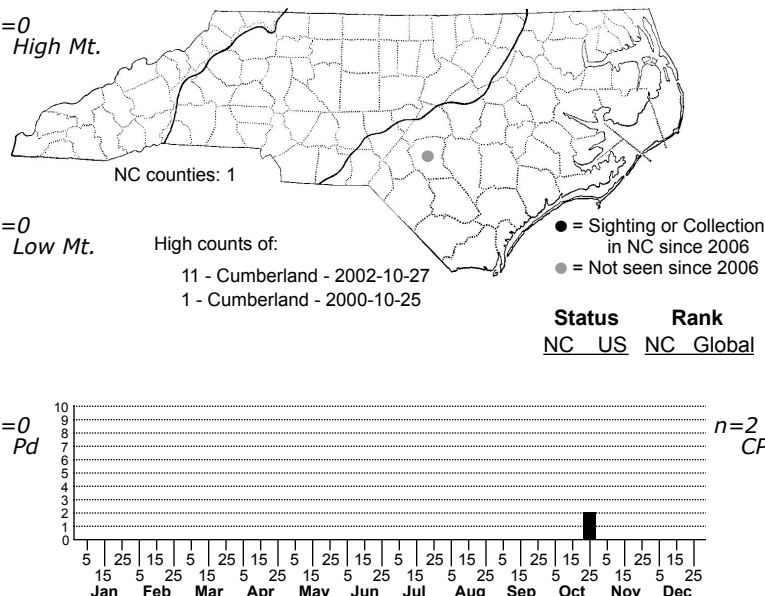 =0
High Mt.
NC counties: 1
=0
Low Mt.
High counts of:
11 - Cumberland - 2002-10-27
1 - Cumberland - 2000-10-25
● = Sighting or Collection
in NC since 2006
● = Not seen since 2006
Status Rank
NC US NC Global
=0
Pd
n=2
CP
10
9
8
7
6
5
4
3
2
1
0
5 25 15 5 25 15 5 25 15 5 25 15 5 25 15 5 25 15
15 5 25 15 5 25 15 5 25 15 5 25 15 5 25 15 5 25
Jan Feb Mar Apr May Jun Jul Aug Sep Oct Nov Dec